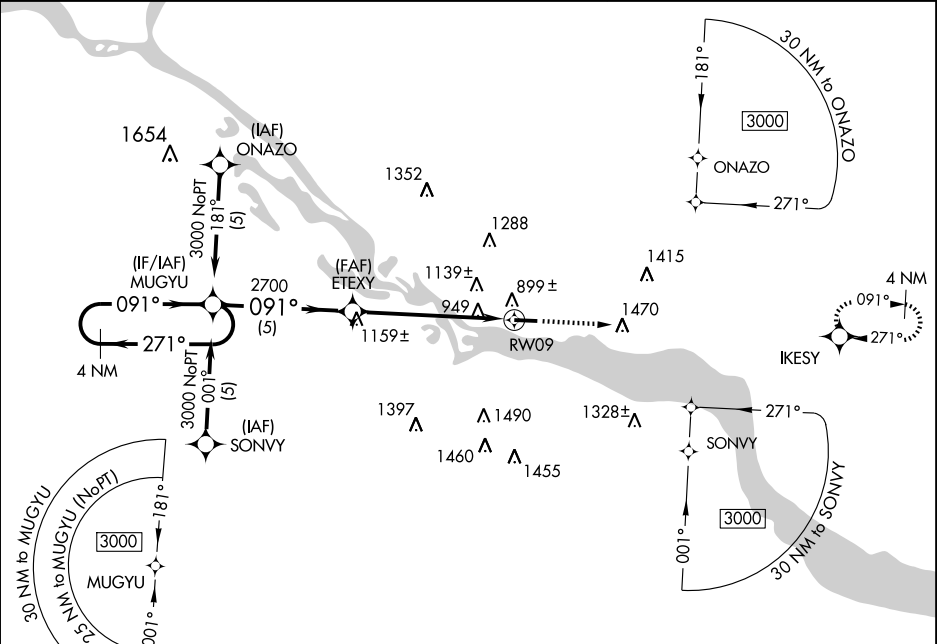 30 NM to ONAZO
181°
3000
ONAZO
271°
1654
(IAF)
ONAZO
3000 NoPT
181°
(5)
1352
1288
1415
1139±
899±
949
1470
(IF/IAF)
MUGYU
091°
2700
091°
(5)
(FAF)
ETEXY
1159±
RW09
271°
4 NM
3000 NoPT
001°
(5)
(IAF)
SONVY
4 NM
091°
271°
IKESY
1397
1490
1460
1455
1328±
271°
SONVY
3000
001°
30 NM to SONVY
30 NM to MUGYU
25 NM to MUGYU (NoPT)
181°
3000
MUGYU
001°